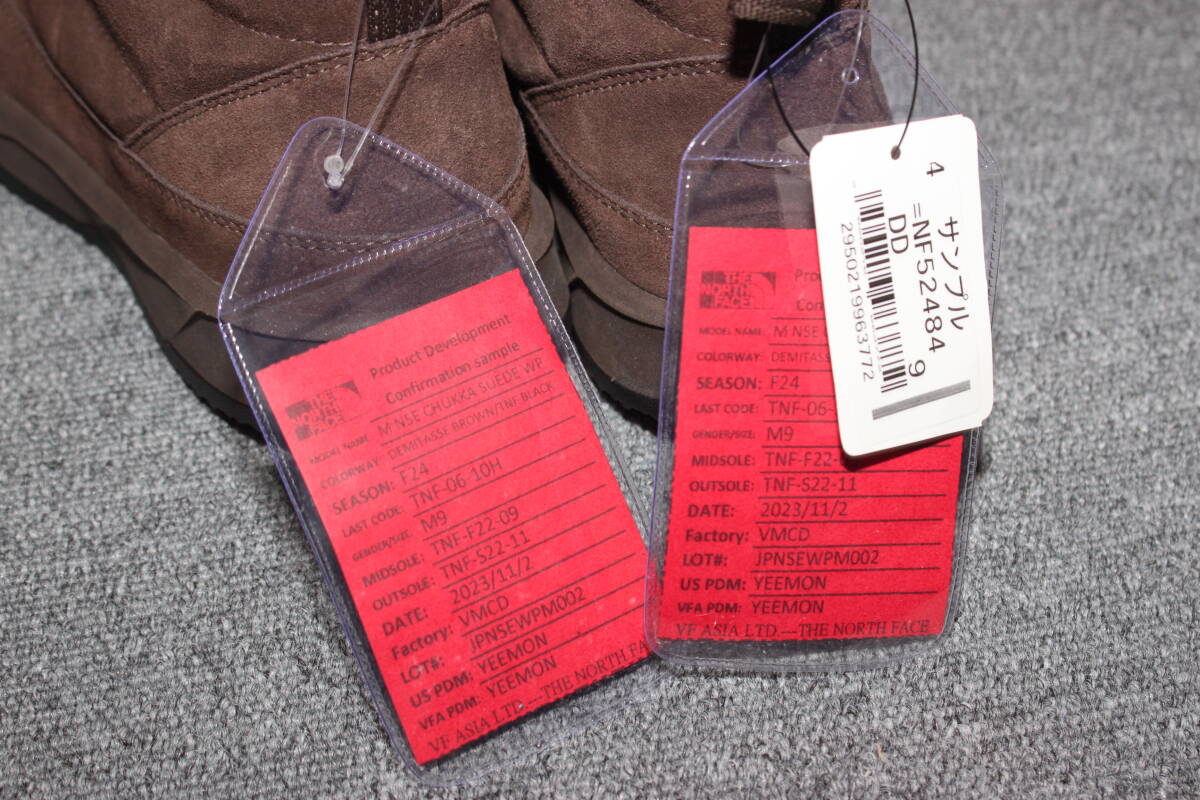 THE
NORTH
FACE
Product Development
Confirmation sample
MODEL NAME: M NSE CHUKKA SUEDE WP
COLORWAY: DEMITASSE BROWN/TNF BLACK
SEASON: F24
LAST CODE: TNF-06-10H
GENDER/SIZE: M9
MIDSOLE: TNF-F22-09
OUTSOLE: TNF-S22-11
DATE: 2023/11/2
Factory: VMCD
LOT#: JPNSEWPM002
US PDM: YEEMON
VFA PDM: YEEMON
VF ASIA LTD.---THE NORTH FA
THE
NORTH
FACE
Pro
Con
MODEL NAME: M NSE
COLORWAY: DEMITASSE
SEASON: F24
LAST CODE: TNF-06-
GENDER/SIZE: M9
MIDSOLE: TNF-F22-
OUTSOLE: TNF-S22-11
DATE: 2023/11/2
Factory: VMCD
LOT#: JPNSEWPM002
US PDM: YEEMON
VFA PDM: YEEMON
VF ASIA LTD.---THE NORTH FACE
4 サンプル
=NF52484 9
DD
2950219963772